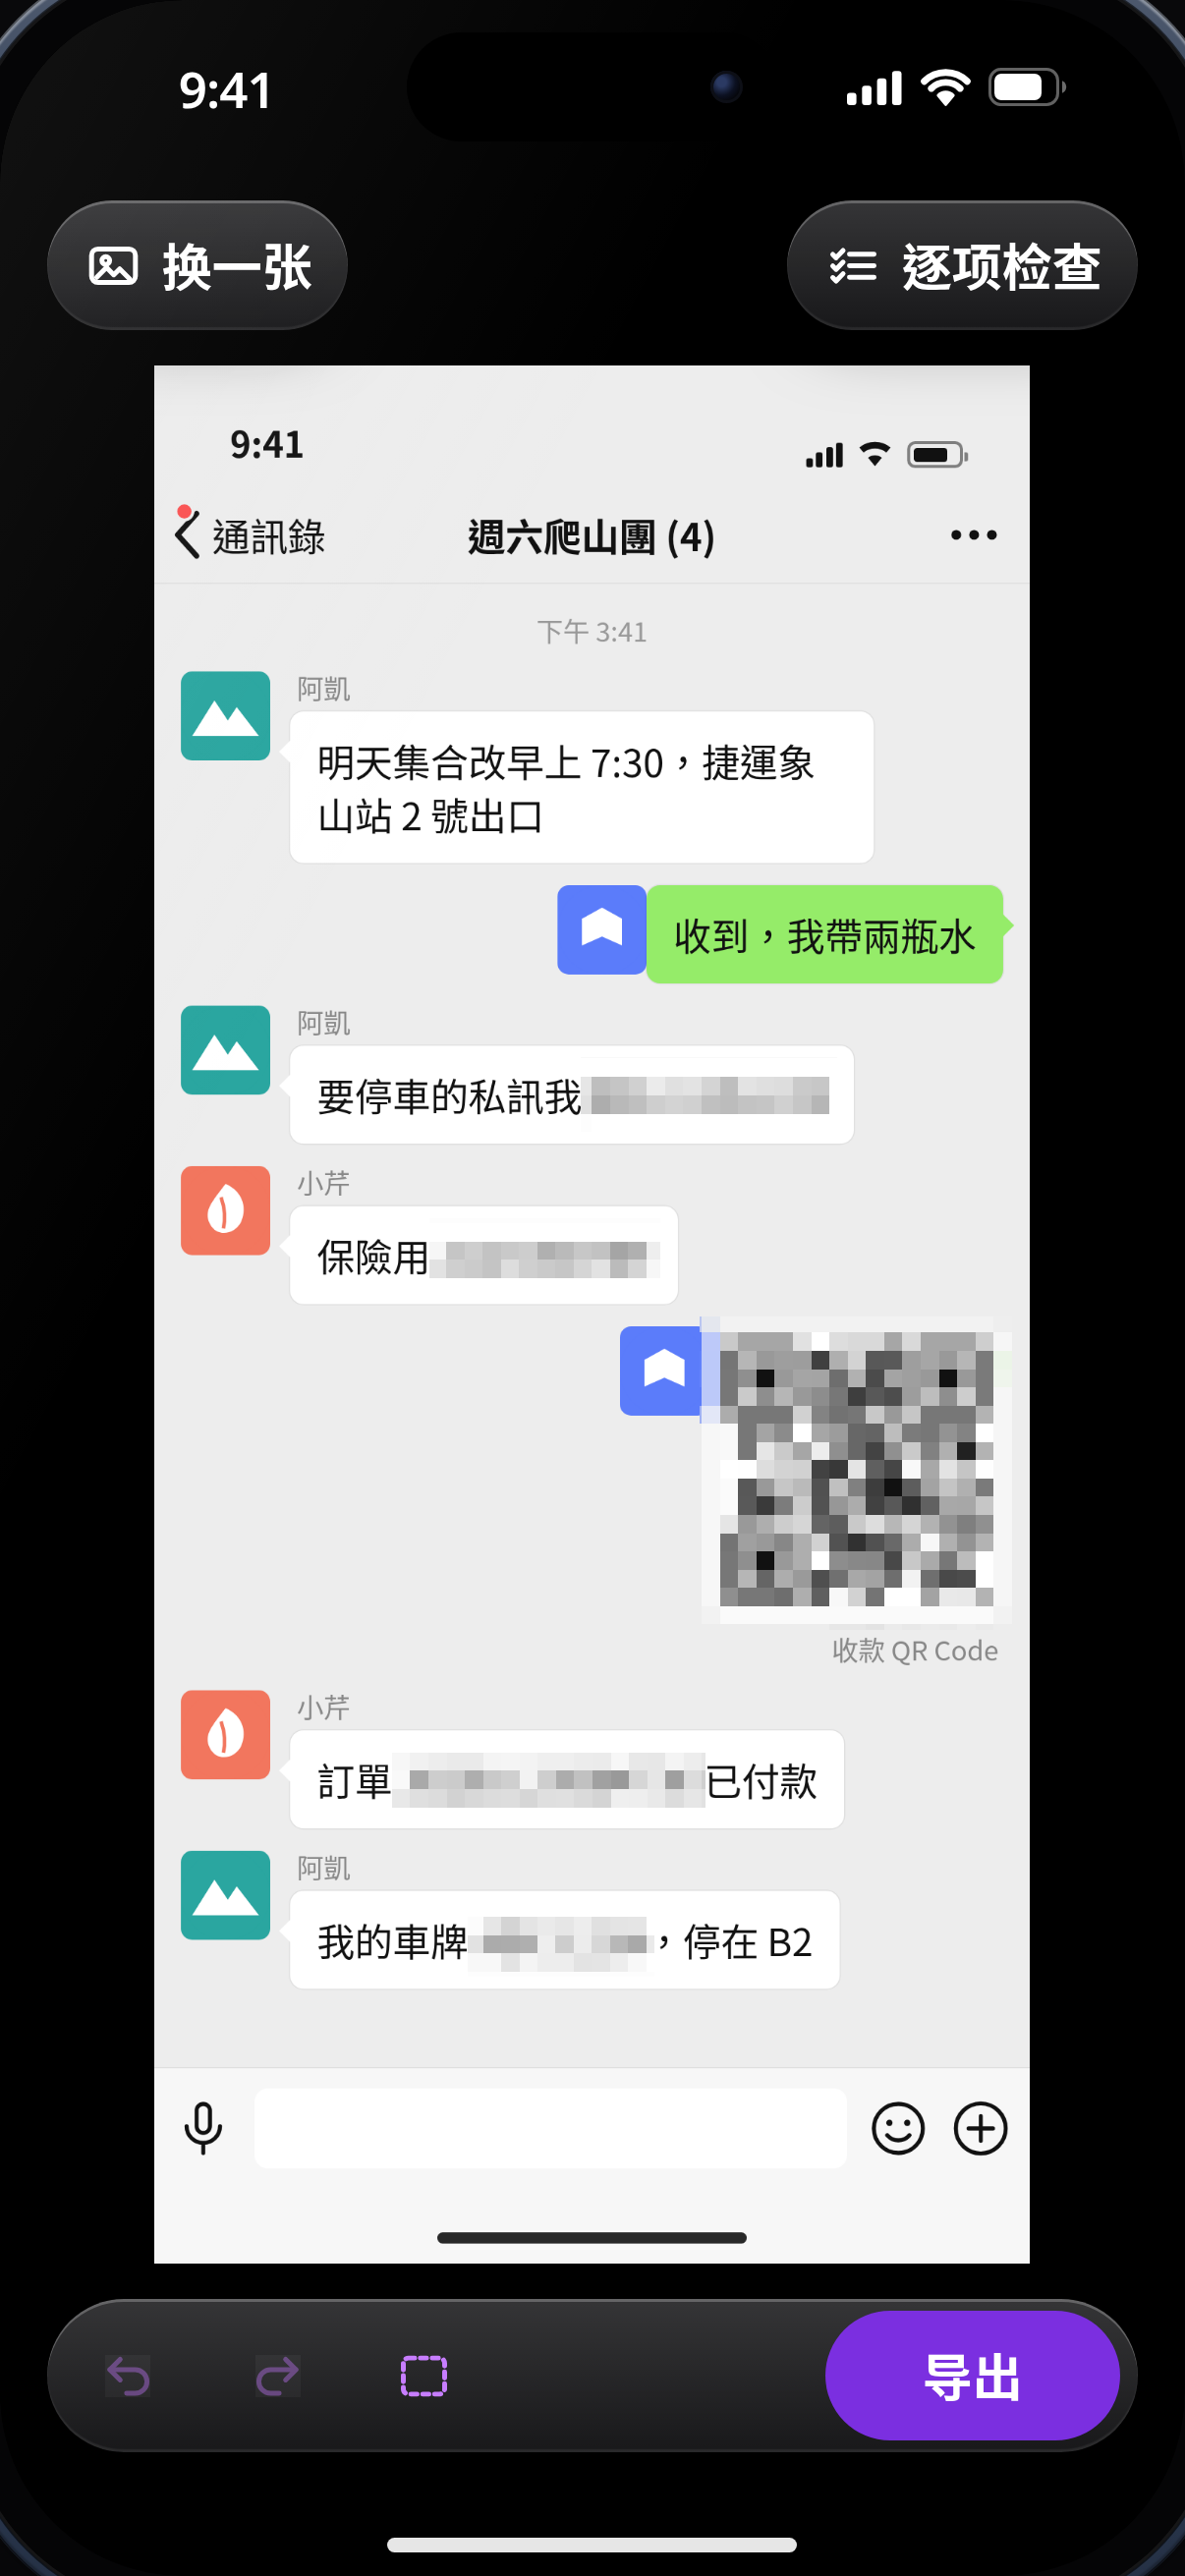 9:41
换一张
逐项检查
9:41
通訊錄
週六爬山團 (4)
下午 3:41
阿凱
明天集合改早上 7:30，捷運象
山站 2 號出口
收到，我帶兩瓶水
阿凱
要停車的私訊我
小芹
保險用
收款 QR Code
小芹
訂單
已付款
阿凱
我的車牌
，停在 B2
导出